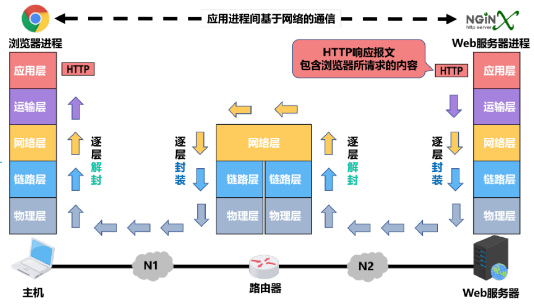 应用进程间基于网络的通信
NGiNX
http server
浏览器进程
Web服务器进程
HTTP响应报文
包含浏览器所请求的内容
应用层
HTTP
HTTP
应用层
运输层
运输层
网络层
逐层解封
逐层封装
网络层
逐层解封
逐层封装
网络层
链路层
链路层
链路层
链路层
物理层
物理层
物理层
物理层
N1
N2
主机
路由器
Web服务器